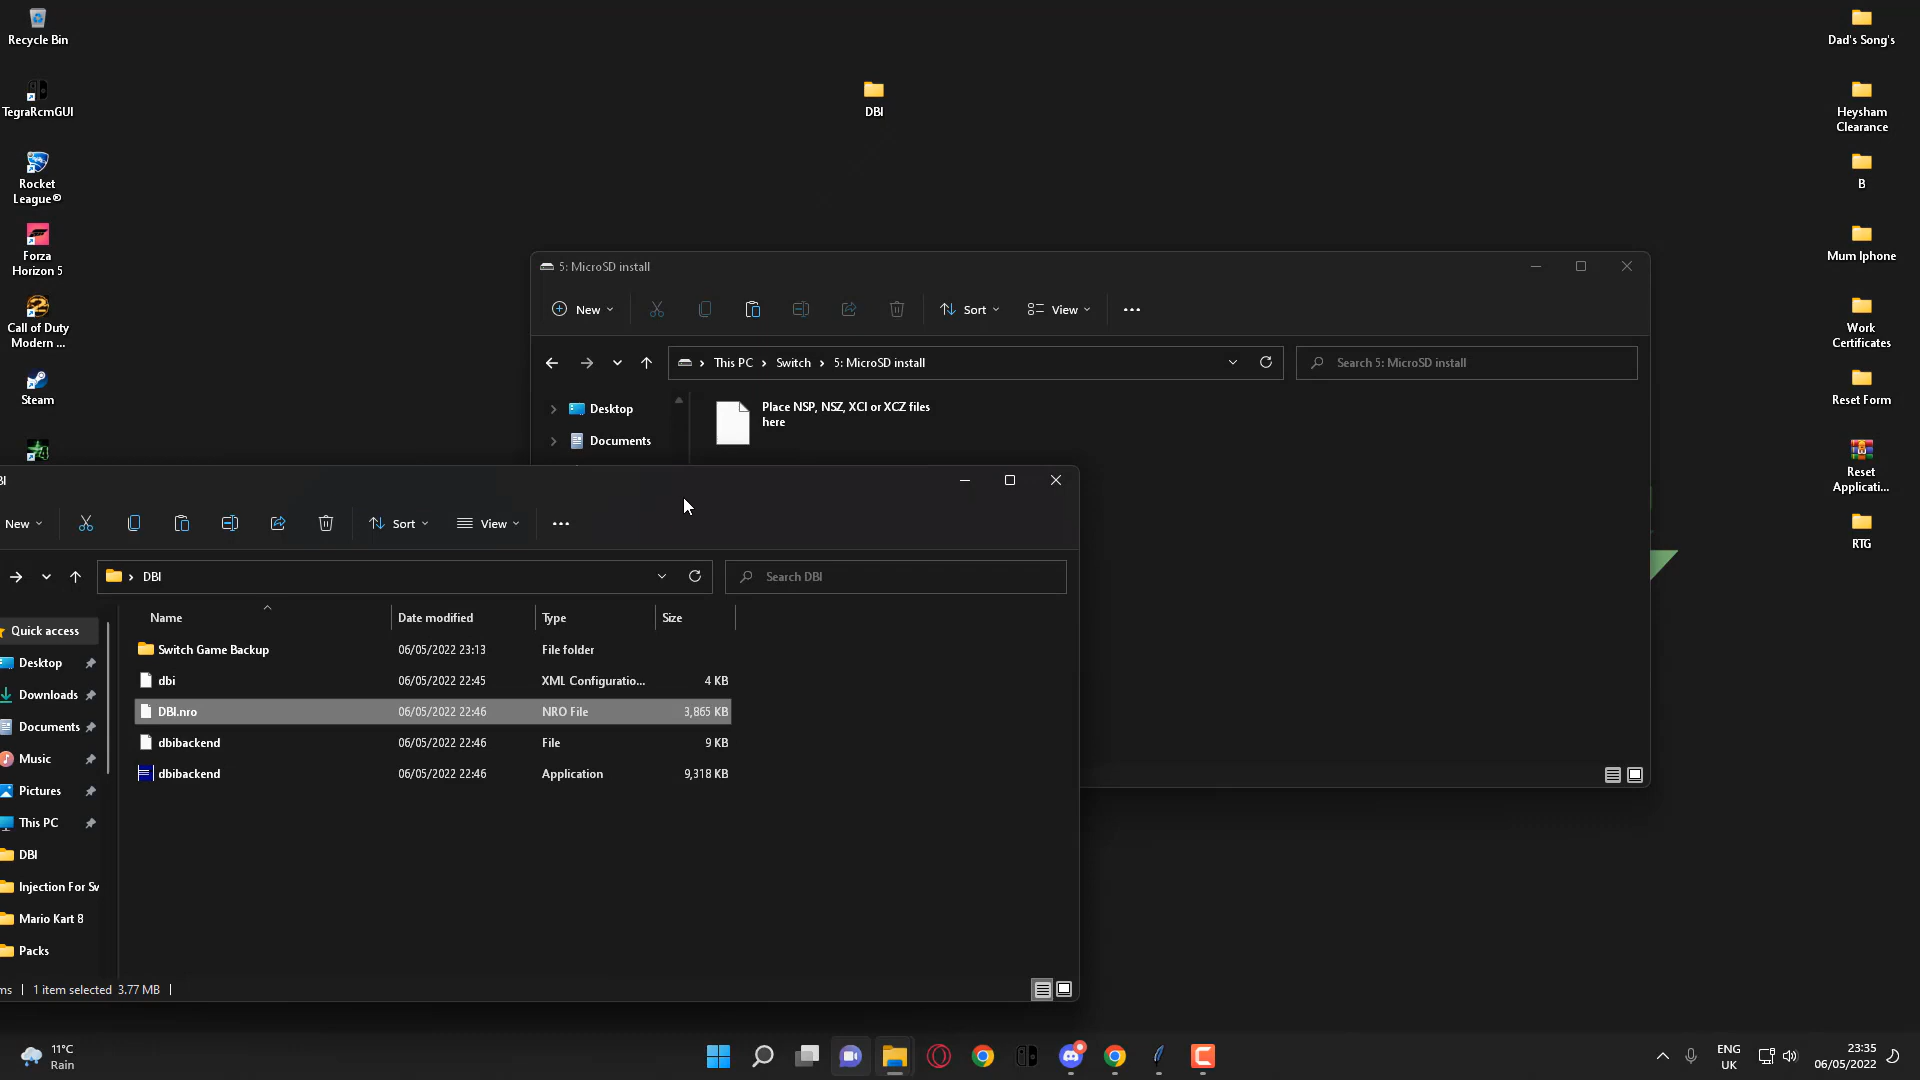 Recycle Bin
TegraRcmGUI
Rocket
League®
Forza
Horizon 5
Call of Duty
Modern ...
Steam
DBI
Dad's Song's
Heysham
Clearance
B
Mum Iphone
Work
Certificates
Reset Form
Reset
Applicati...
RTG
5: MicroSD install
New
Sort
View
This PC
Switch
5: MicroSD install
Search 5: MicroSD install
Desktop
Documents
Place NSP, NSZ, XCI or XCZ files
here
BI
New
Sort
View
DBI
Search DBI
Name Date modified Type Size
Switch Game Backup 06/05/2022 23:13 File folder
dbi 06/05/2022 22:45 XML Configuratio... 4 KB
DBI.nro 06/05/2022 22:46 NRO File 3,865 KB
dbibackend 06/05/2022 22:46 File 9 KB
dbibackend 06/05/2022 22:46 Application 9,318 KB
Quick access
Desktop
Downloads
Documents
Music
Pictures
This PC
DBI
Injection For Sw
Mario Kart 8
Packs
ms
1 item selected 3.77 MB
11°C
Rain
ENG
UK
23:35
06/05/2022